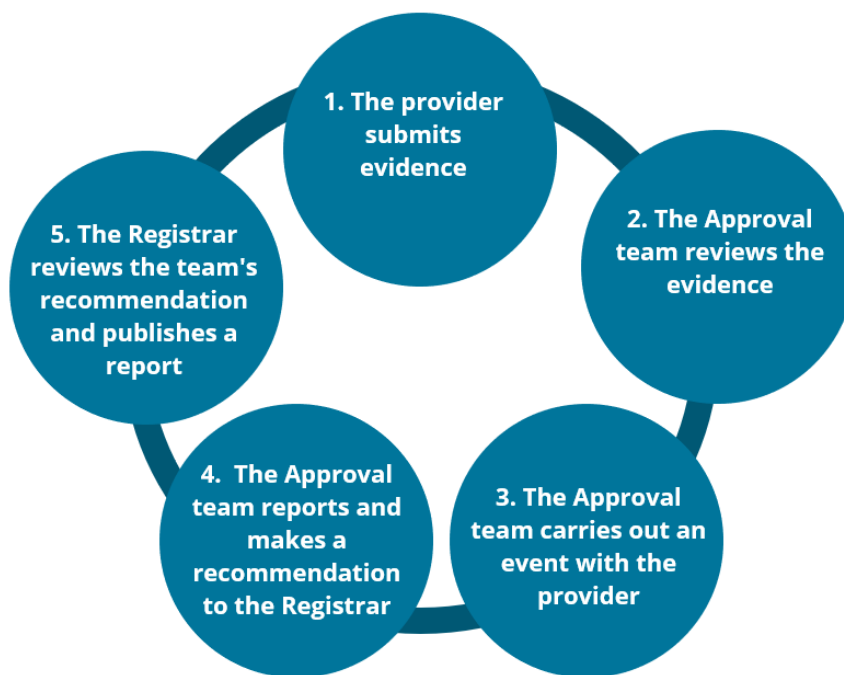 1. The provider
submits
evidence
2. The Approval
team reviews the
evidence
3. The Approval
team carries out an
event with the
provider
4.  The Approval
team reports and
makes a
recommendation
to the Registrar
5. The Registrar
reviews the team's
recommendation
and publishes a
report